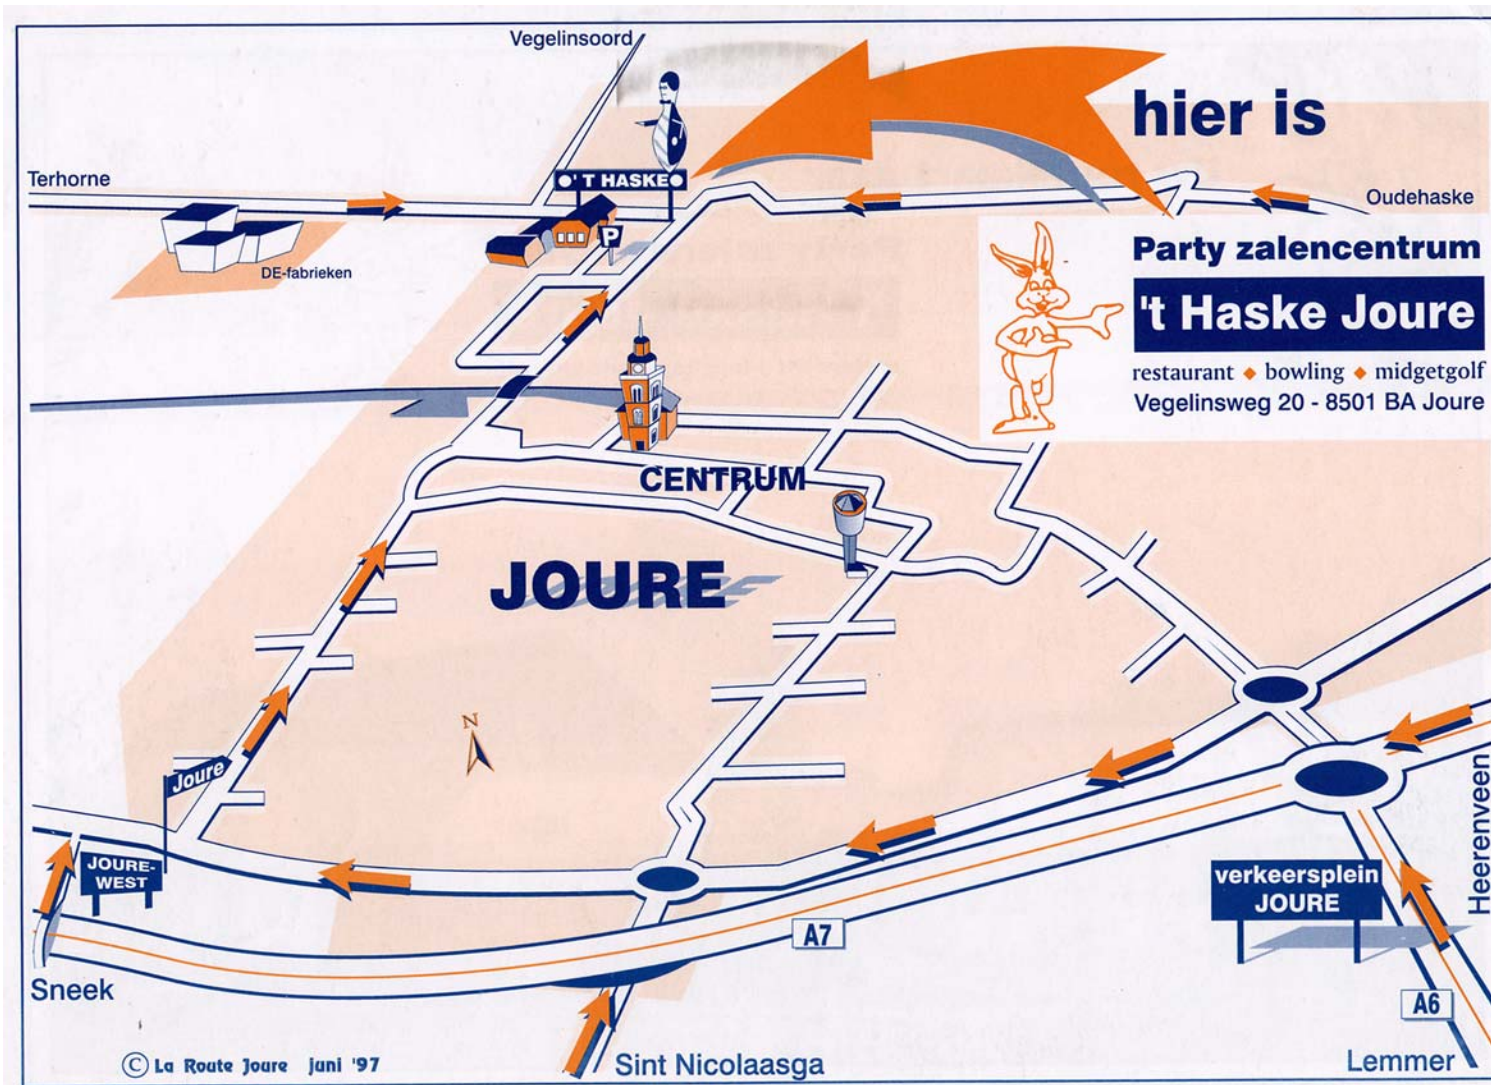 Vegelinsoord
hier is
Terhorne
'T HASKE
Oudehaske
P
Party zalencentrum
DE-fabrieken
't Haske Joure
restaurant ◆ bowling ◆ midgetgolf
Vegelinsweg 20 - 8501 BA Joure
CENTRUM
JOURE
N
Joure
JOURE-
WEST
Heerenveen
verkeersplein
JOURE
A7
Sneek
A6
© La Route Joure juni '97
Sint Nicolaasga
Lemmer